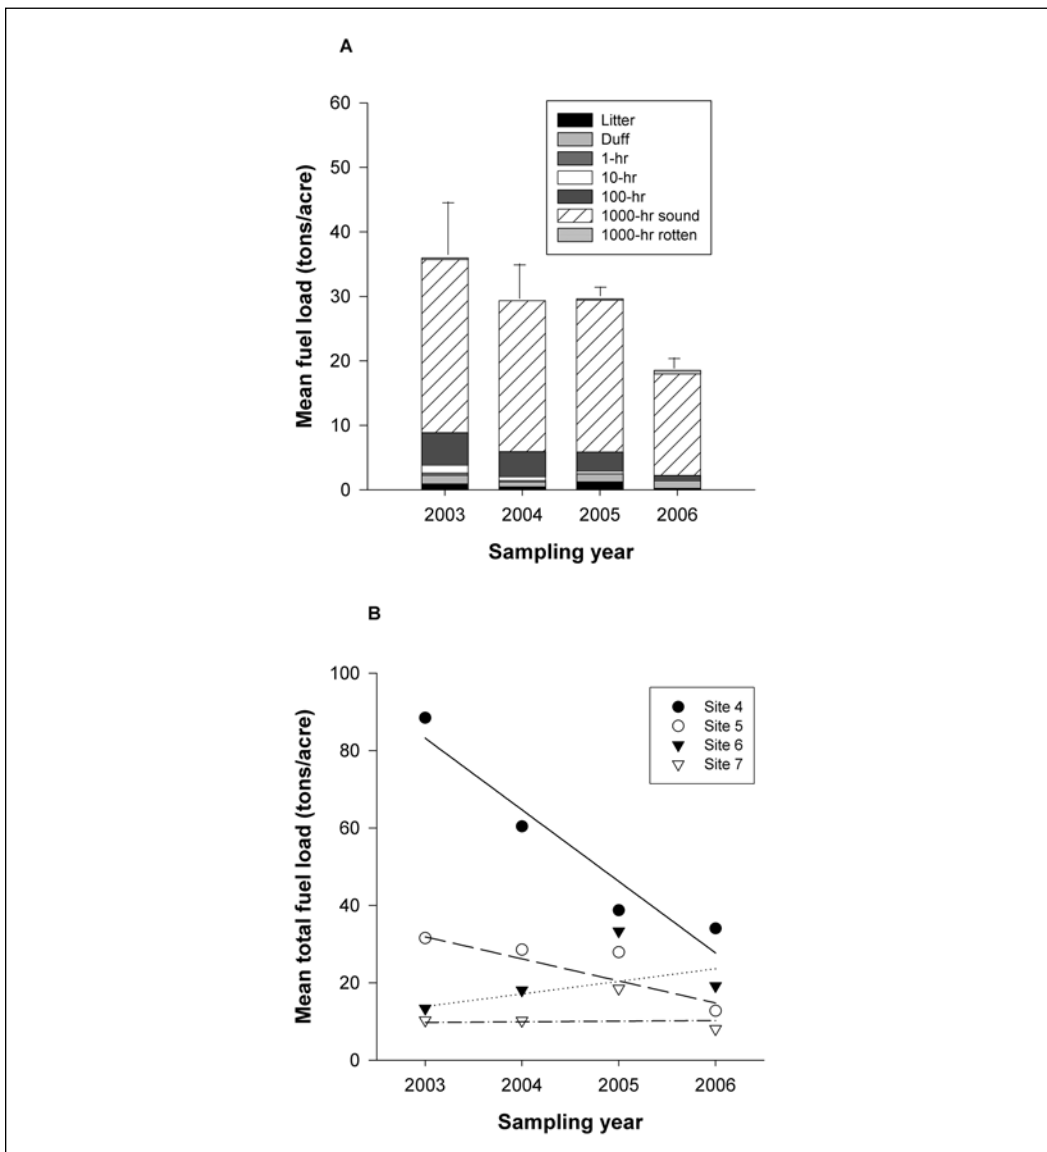 A
60
50
40
30
20
10
0
Mean fuel load (tons/acre)
Litter
Duff
1-hr
10-hr
100-hr
1000-hr sound
1000-hr rotten
2003 2004 2005 2006
Sampling year
B
100
80
60
40
20
0
Mean total fuel load (tons/acre)
Site 4
Site 5
Site 6
Site 7
2003 2004 2005 2006
Sampling year